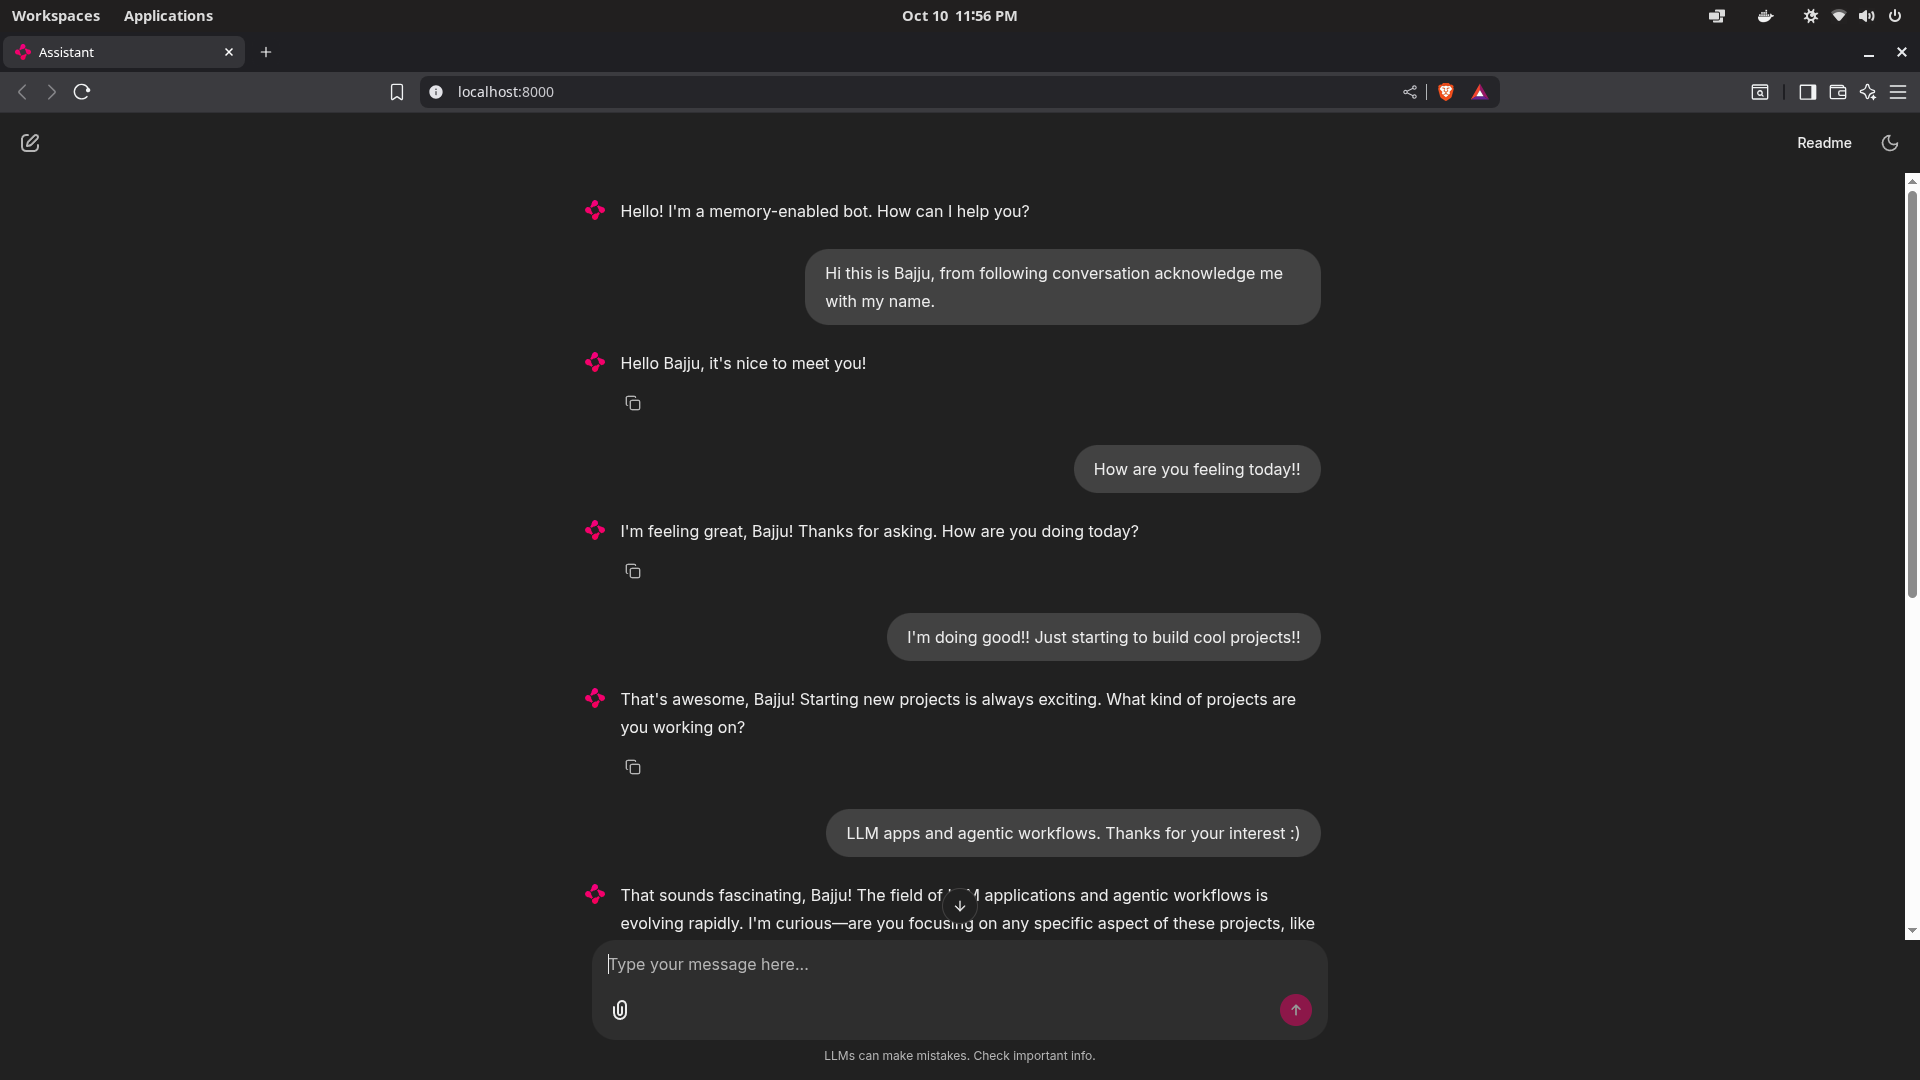 Workspaces Applications Oct 10 11:56 PM
Assistant
localhost:8000
Readme
Hello! I'm a memory-enabled bot. How can I help you?
Hi this is Bajju, from following conversation acknowledge me
with my name.
Hello Bajju, it's nice to meet you!
How are you feeling today!!
I'm feeling great, Bajju! Thanks for asking. How are you doing today?
I'm doing good!! Just starting to build cool projects!!
That's awesome, Bajju! Starting new projects is always exciting. What kind of projects are
you working on?
LLM apps and agentic workflows. Thanks for your interest :)
That sounds fascinating, Bajju! The field of LLM applications and agentic workflows is
evolving rapidly. I'm curious—are you focusing on any specific aspect of these projects, like
Type your message here...
LLMs can make mistakes. Check important info.